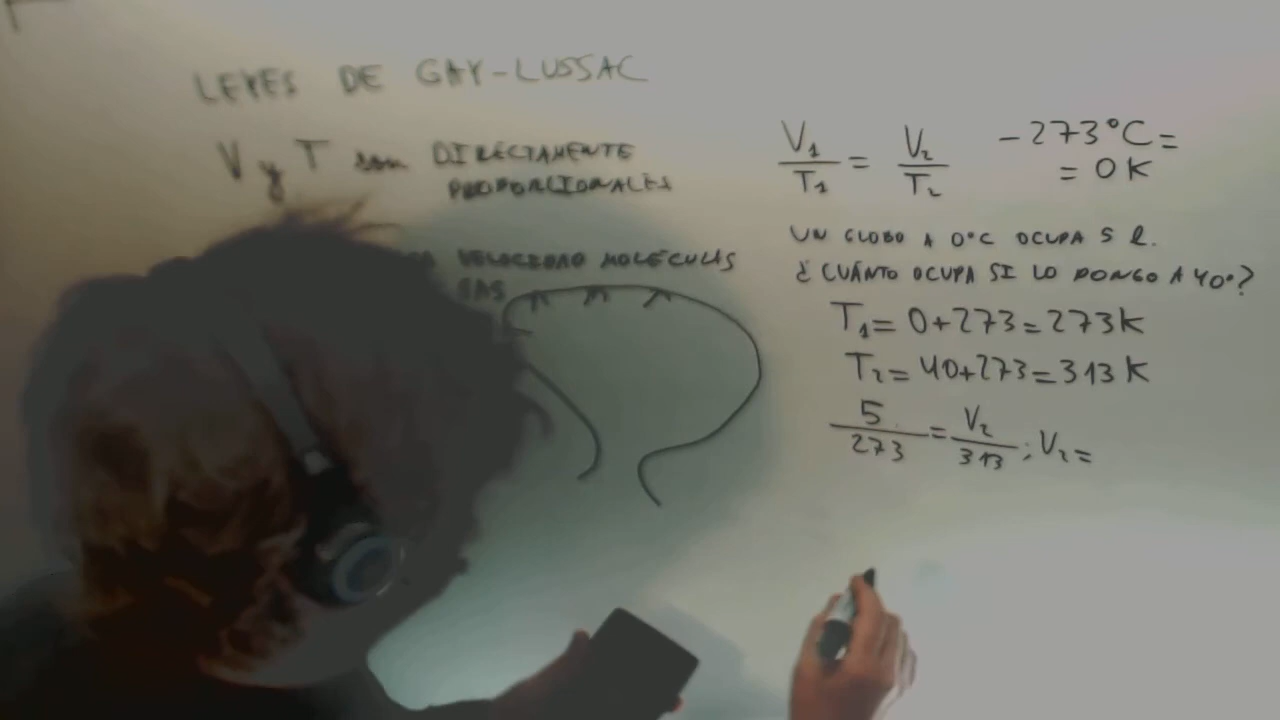 LEYES DE GAY-LUSSAC
V y T son DIRECTAMENTE
PROPORCIONALES
VELOCIDAD MOLÉCULAS
GAS
V₁/T₁ = V₂/T₂
-273°C =
= 0 K
UN GLOBO A 0°C OCUPA 5 l.
¿CUÁNTO OCUPA SI LO PONGO A 40°?
T₁ = 0+273 = 273 K
T₂ = 40+273 = 313 K
5/273 = V₂/313 ; V₂ =